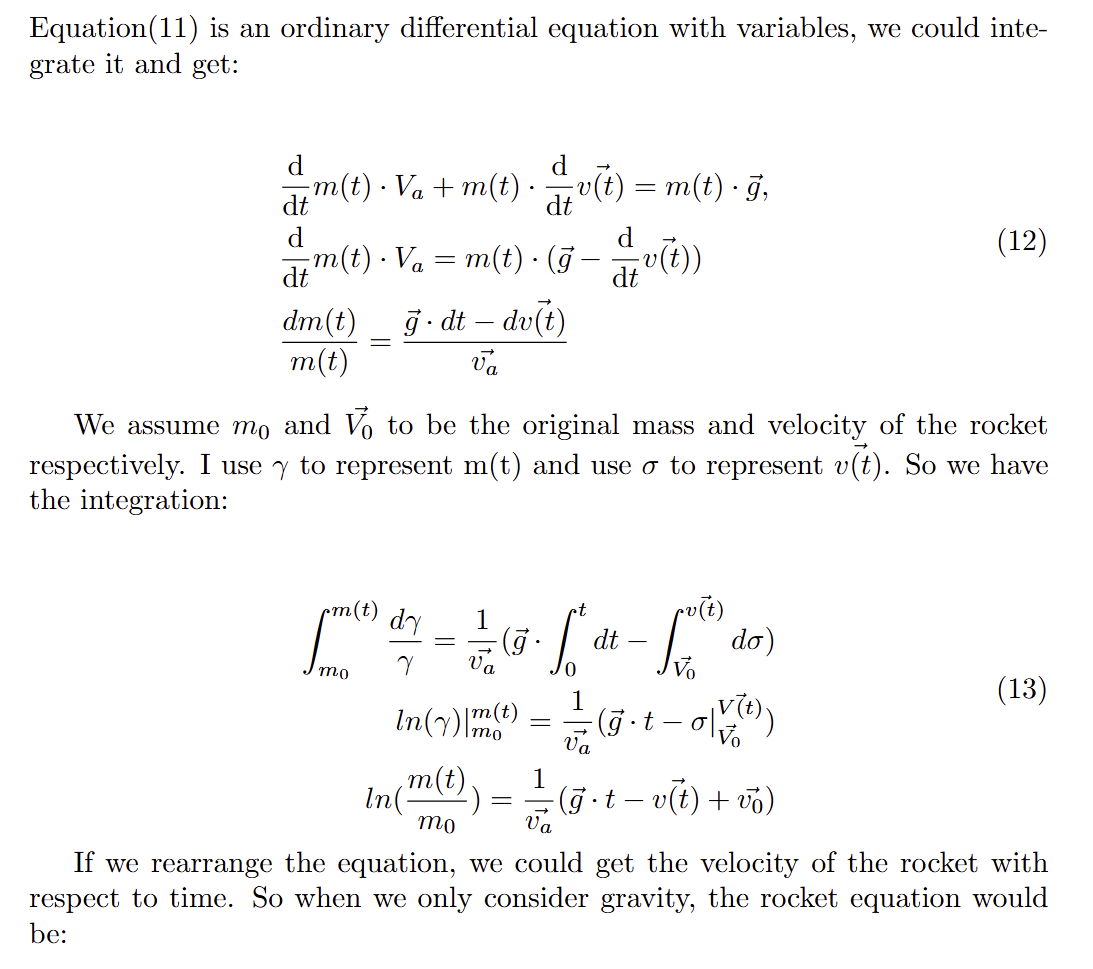 Equation(11) is an ordinary differential equation with variables, we could inte-
grate it and get:
\frac{\mathrm{d}}{\mathrm{dt}}m(t) \cdot V_a + m(t) \cdot \frac{\mathrm{d}}{\mathrm{dt}}\vec{v(t)} = m(t) \cdot \vec{g},
\frac{\mathrm{d}}{\mathrm{dt}}m(t) \cdot V_a = m(t) \cdot (\vec{g} - \frac{\mathrm{d}}{\mathrm{dt}}\vec{v(t)})
(12)
\frac{dm(t)}{m(t)} = \frac{\vec{g} \cdot dt - d\vec{v(t)}}{\vec{v_a}}
We assume m_0 and \vec{V_0} to be the original mass and velocity of the rocket
respectively. I use \gamma to represent m(t) and use \sigma to represent \vec{v(t)}. So we have
the integration:
\int_{m_0}^{m(t)} \frac{d\gamma}{\gamma} = \frac{1}{\vec{v_a}}(\vec{g} \cdot \int_0^t dt - \int_{\vec{V_0}}^{\vec{v(t)}} d\sigma)
ln(\gamma)|_{m_0}^{m(t)} = \frac{1}{\vec{v_a}}(\vec{g} \cdot t - \sigma|_{\vec{V_0}}^{\vec{V(t)}})
(13)
ln(\frac{m(t)}{m_0}) = \frac{1}{\vec{v_a}}(\vec{g} \cdot t - \vec{v(t)} + \vec{v_0})
If we rearrange the equation, we could get the velocity of the rocket with
respect to time. So when we only consider gravity, the rocket equation would
be: